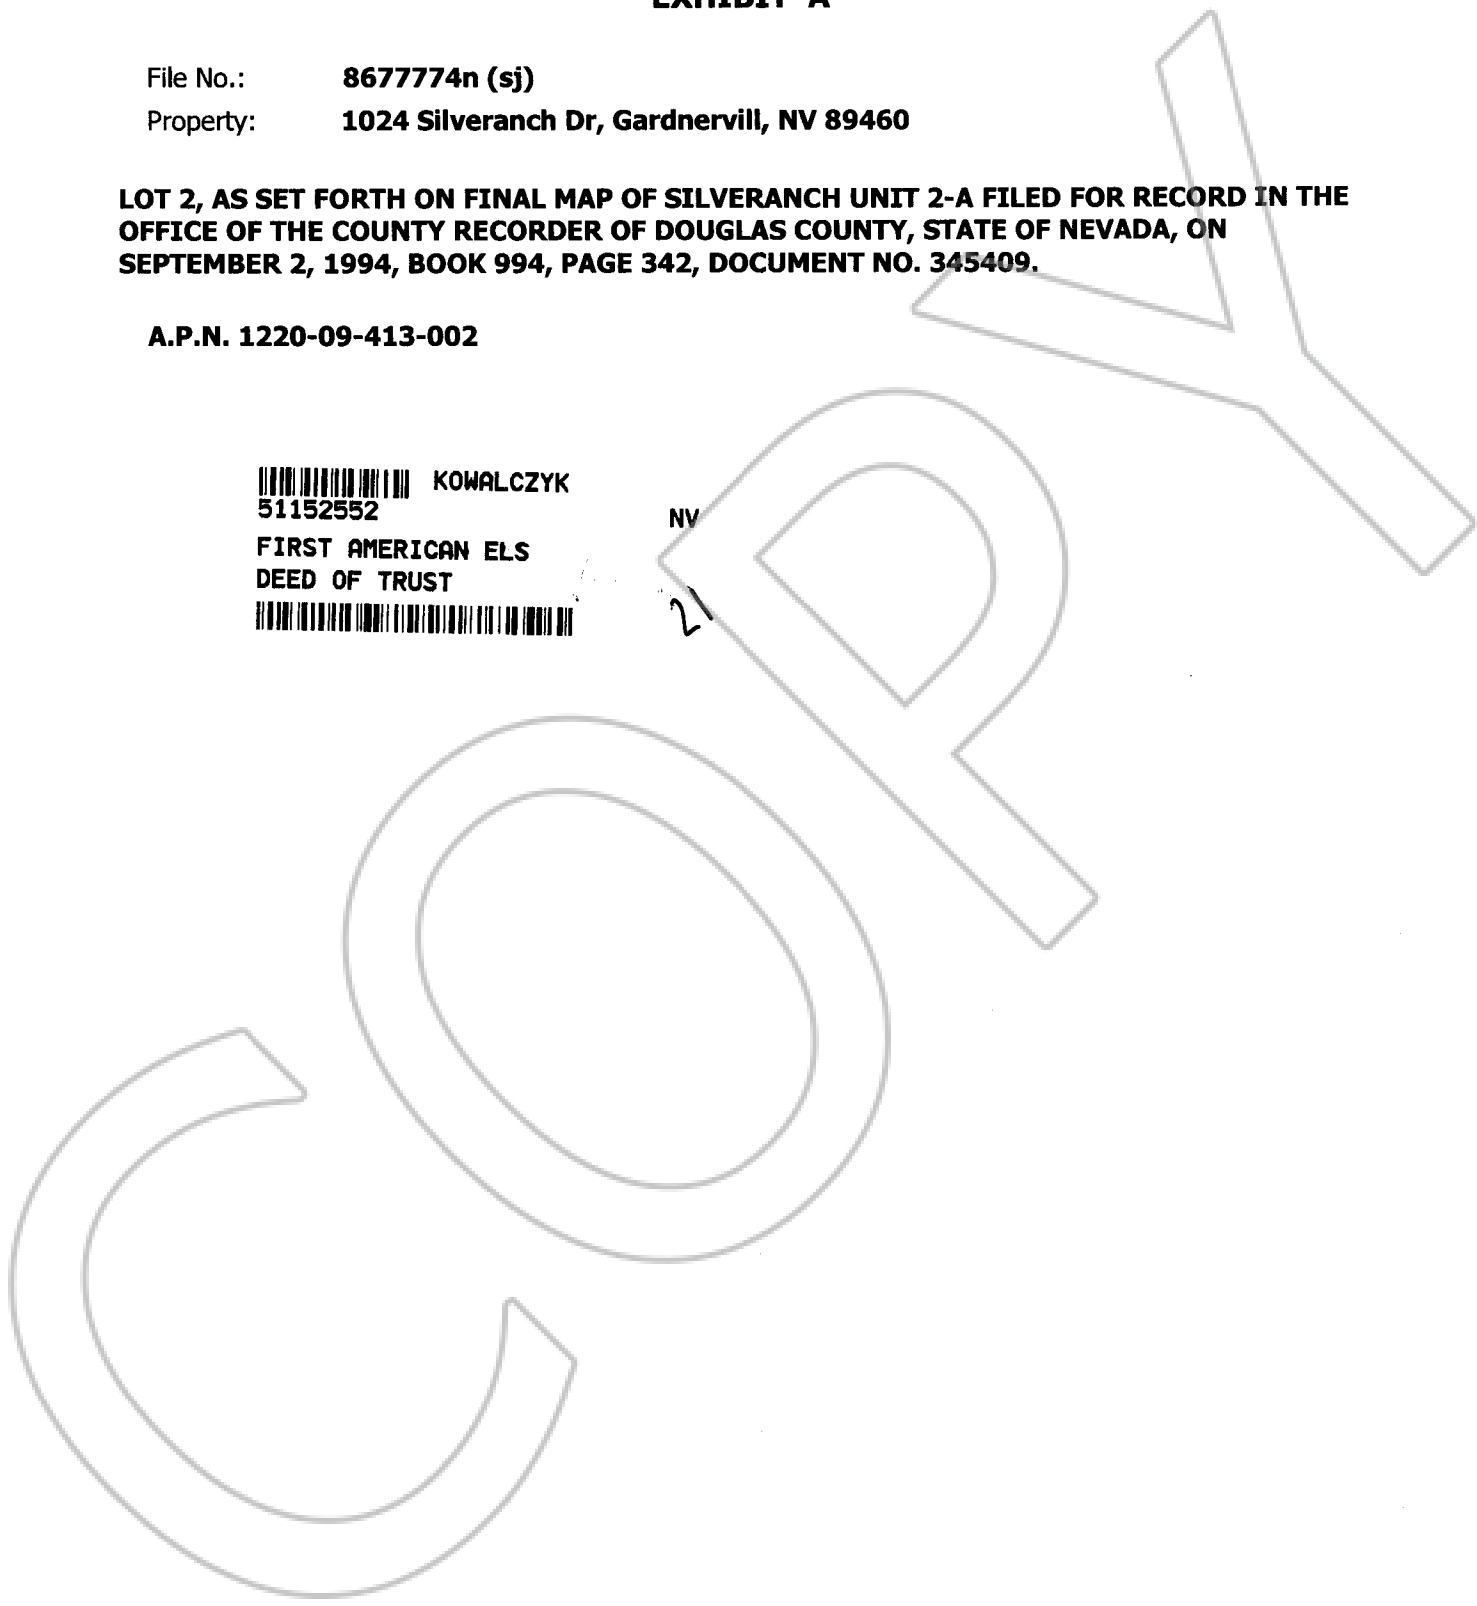 EXHIBIT "A"
File No.: 8677774n (sj)
Property: 1024 Silveranch Dr, Gardnervill, NV 89460
LOT 2, AS SET FORTH ON FINAL MAP OF SILVERANCH UNIT 2-A FILED FOR RECORD IN THE
OFFICE OF THE COUNTY RECORDER OF DOUGLAS COUNTY, STATE OF NEVADA, ON
SEPTEMBER 2, 1994, BOOK 994, PAGE 342, DOCUMENT NO. 345409.
A.P.N. 1220-09-413-002
KOWALCZYK
51152552 NV
FIRST AMERICAN ELS
DEED OF TRUST
COPY